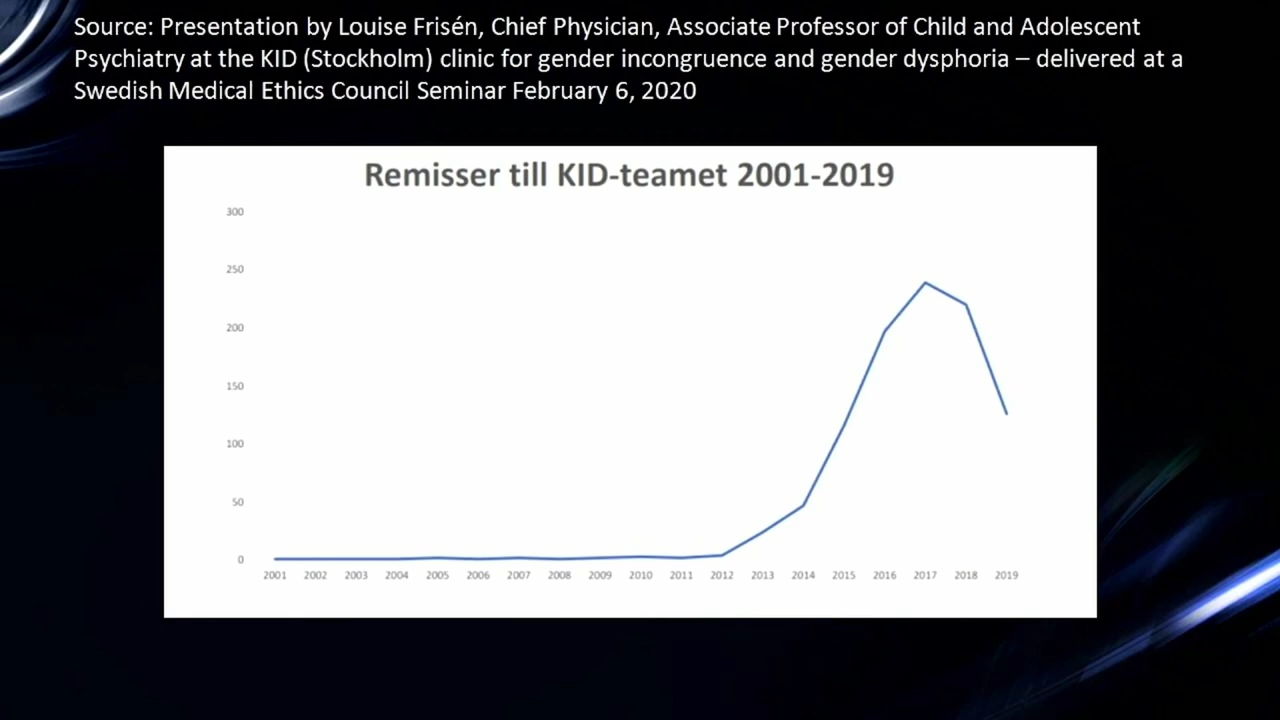 Source: Presentation by Louise Frisén, Chief Physician, Associate Professor of Child and Adolescent
Psychiatry at the KID (Stockholm) clinic for gender incongruence and gender dysphoria – delivered at a
Swedish Medical Ethics Council Seminar February 6, 2020
Remisser till KID-teamet 2001-2019
300
250
200
150
100
50
0
2001 2002 2003 2004 2005 2006 2007 2008 2009 2010 2011 2012 2013 2014 2015 2016 2017 2018 2019